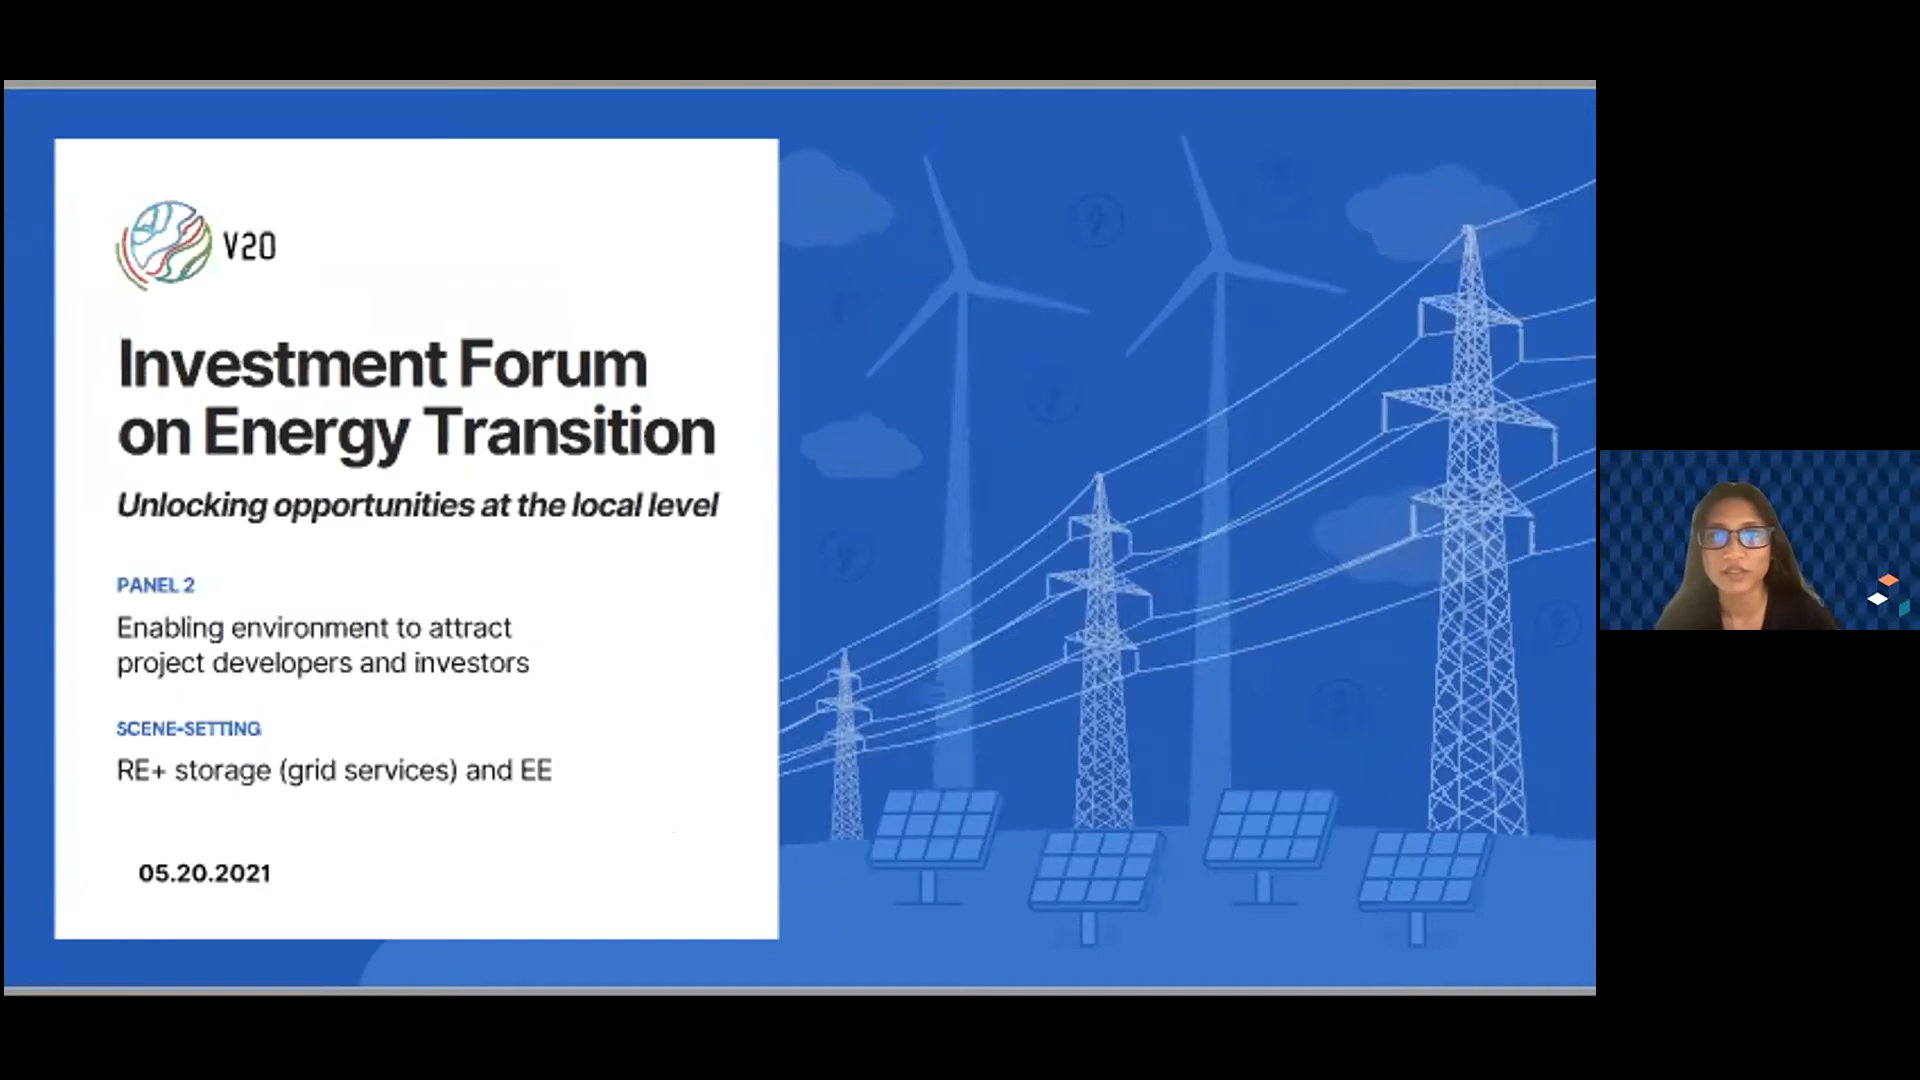 V20
Investment Forum
on Energy Transition
Unlocking opportunities at the local level
PANEL 2
Enabling environment to attract
project developers and investors
SCENE-SETTING
RE+ storage (grid services) and EE
05.20.2021